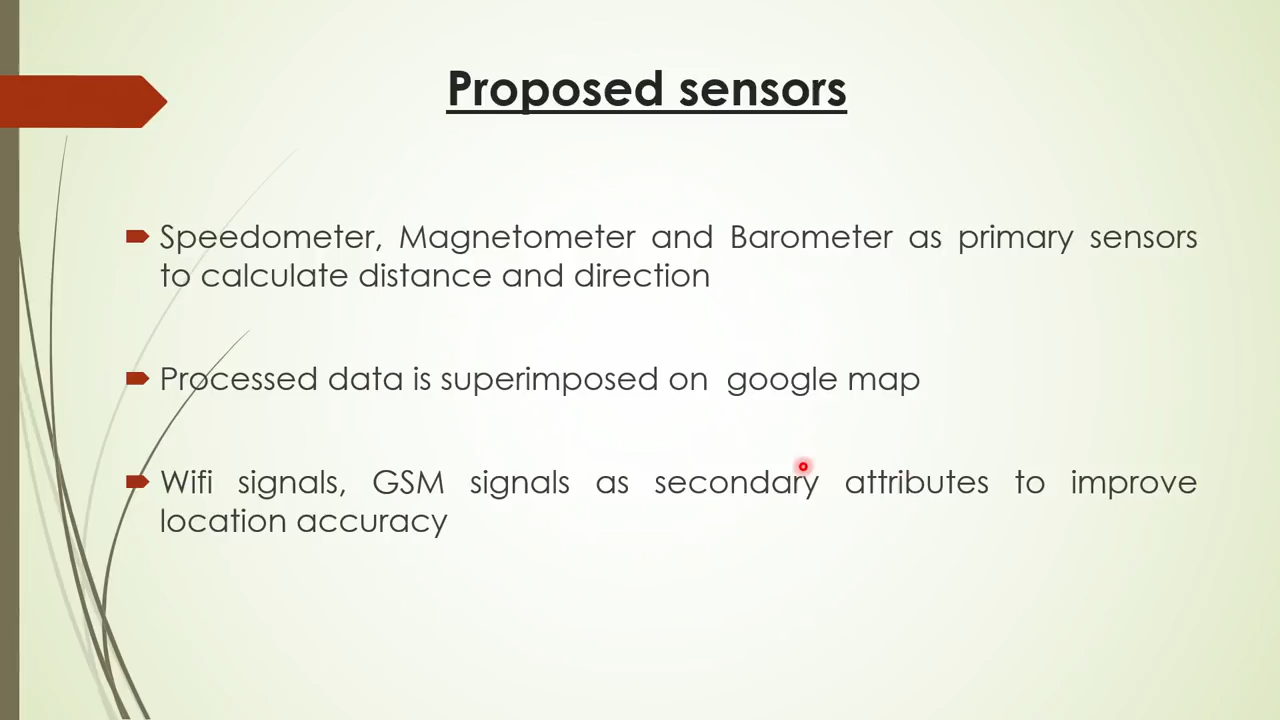 Proposed sensors
Speedometer, Magnetometer and Barometer as primary sensors
to calculate distance and direction
Processed data is superimposed on google map
Wifi signals, GSM signals as secondary attributes to improve
location accuracy